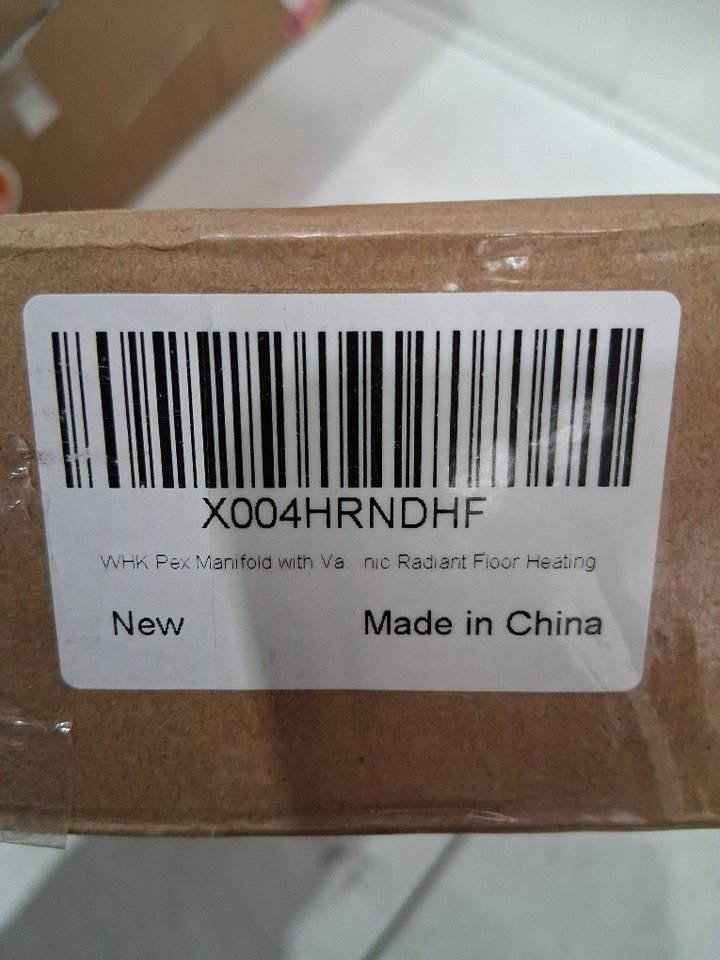 X004HRNDHF
WHK Pex Manifold with Va...nic Radiant Floor Heating
New
Made in China